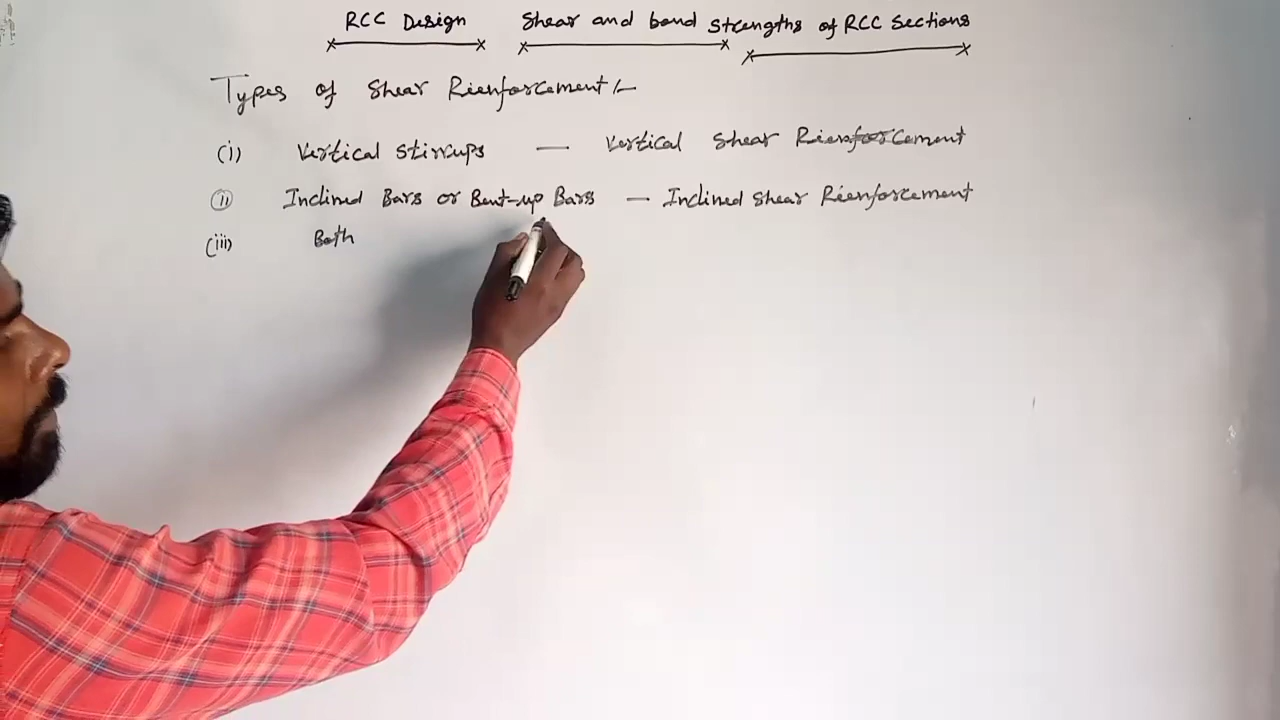 RCC Design Shear and bond Strengths of RCC Sections
Types of Shear Rienforcement :-
(i) Vertical Stirrups — Vertical Shear Rienforcement
(ii) Inclined Bars or Bent-up Bars — Inclined Shear Rienforcement
(iii) Both